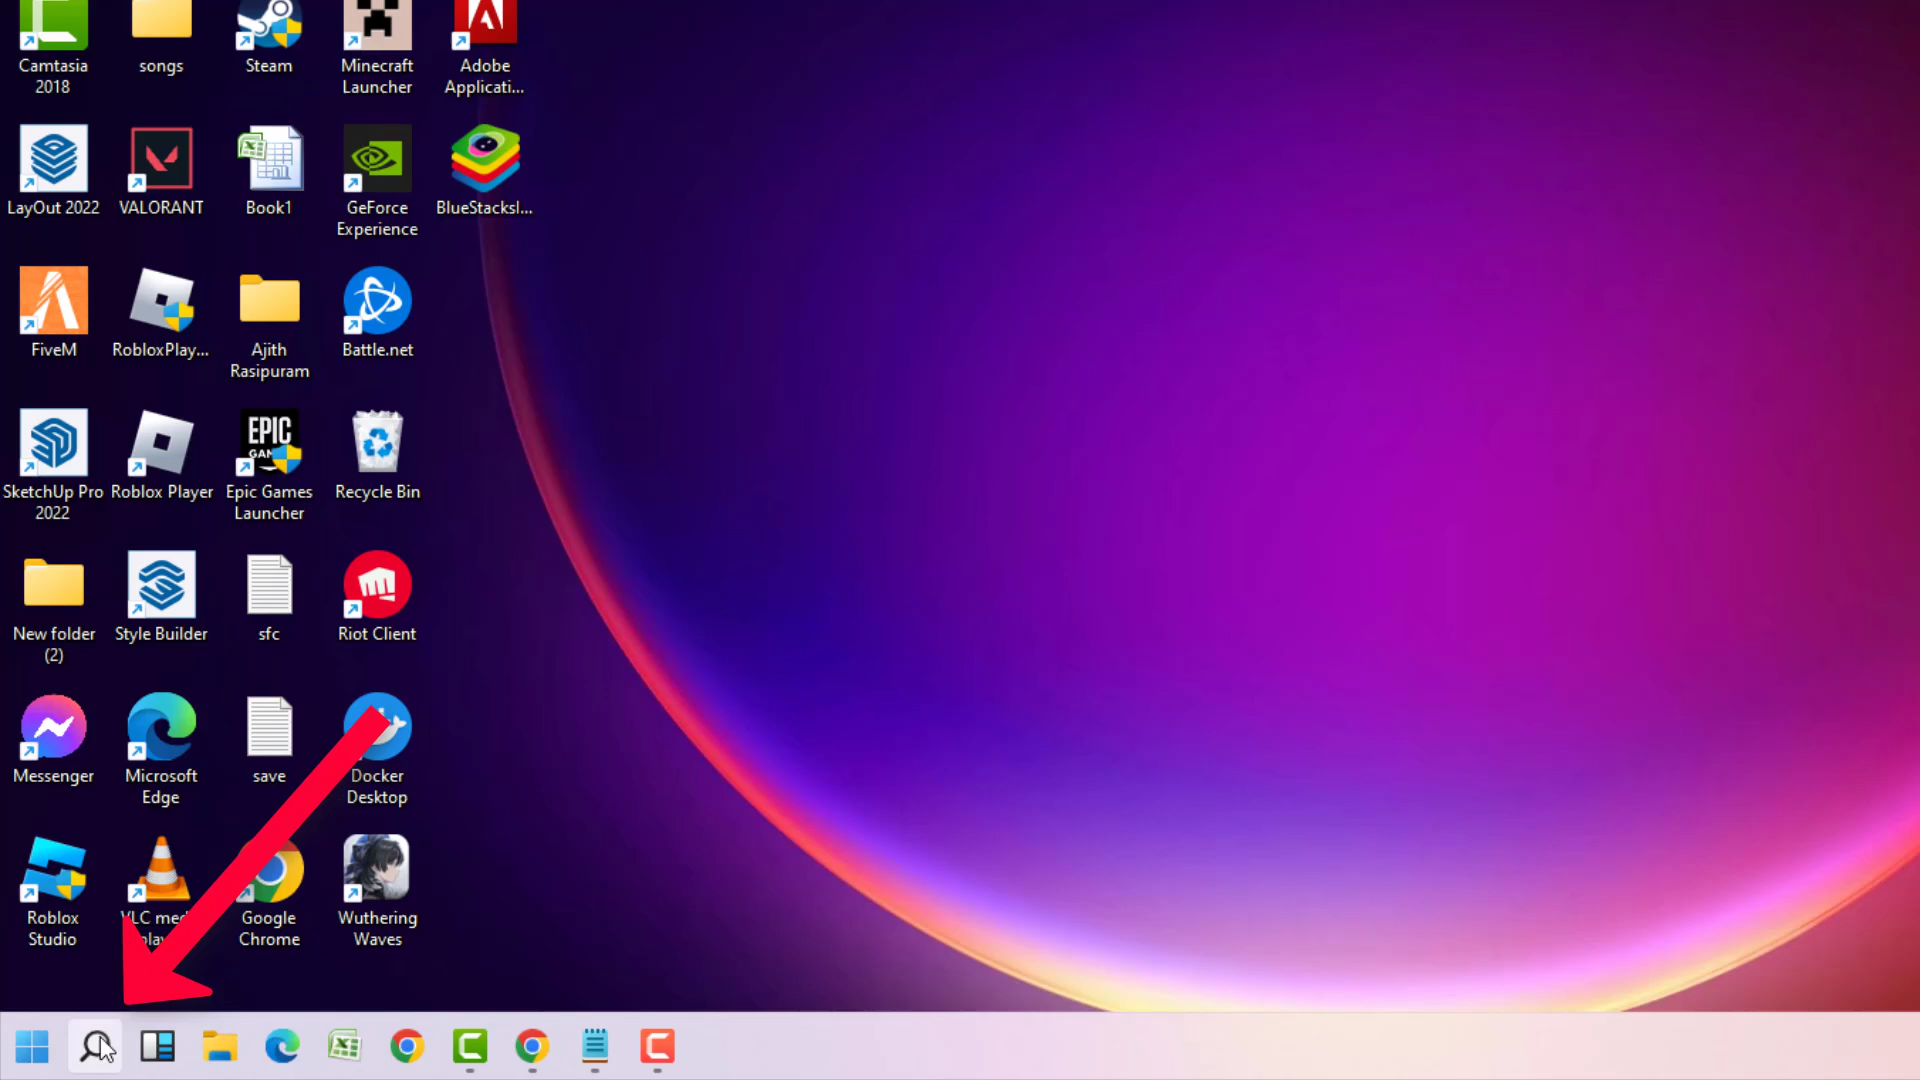 Camtasia
2018
songs
Steam
Minecraft
Launcher
Adobe
Applicati...
LayOut 2022
VALORANT
Book1
GeForce
Experience
BlueStacksI...
FiveM
RobloxPlay...
Ajith
Rasipuram
Battle.net
SketchUp Pro
2022
Roblox Player
EPIC
Epic Games
Launcher
Recycle Bin
New folder
(2)
Style Builder
sfc
Riot Client
Messenger
Microsoft
Edge
save
Docker
Desktop
Roblox
Studio
VLC
Google
Chrome
Wuthering
Waves